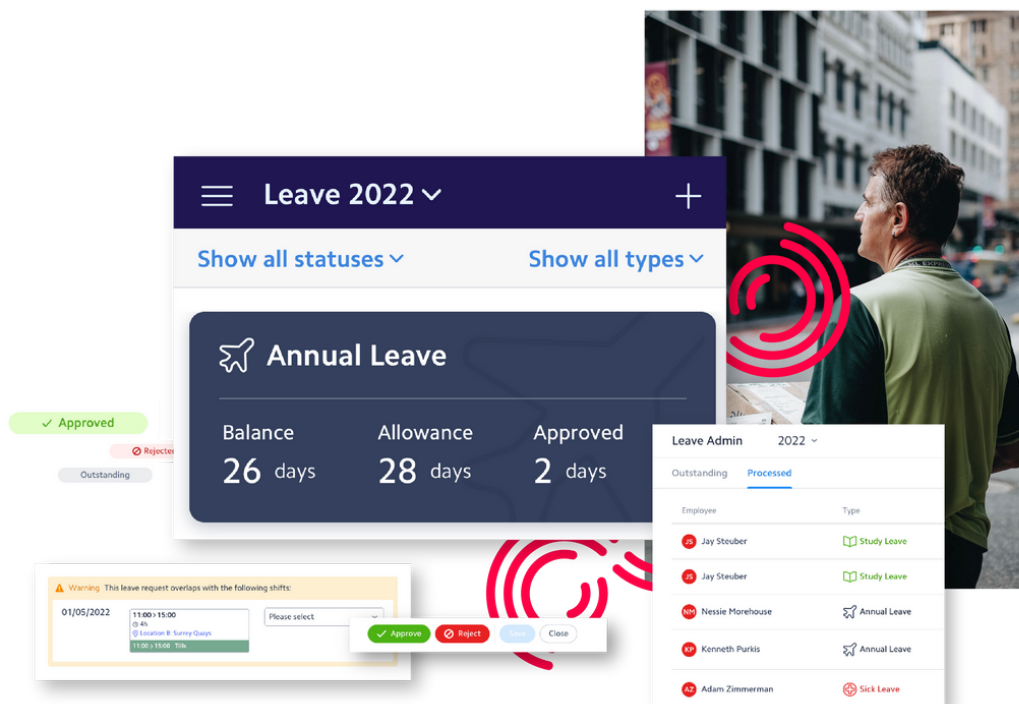 Leave 2022
Show all statuses
Show all types
Annual Leave
Balance Allowance Approved
26 days 28 days 2 days
Approved
Rejected
Outstanding
Leave Admin 2022
Outstanding Processed
Employee Type
JS Jay Steuber Study Leave
JS Jay Steuber Study Leave
NM Nessie Morehouse Annual Leave
KP Kenneth Purkis Annual Leave
AZ Adam Zimmerman Sick Leave
Warning This leave request overlaps with the following shifts:
01/05/2022 11:00 > 15:00 Please select
4h
Location B: Surrey Quays
11:00 > 15:00 Tills
Approve Reject Save Close